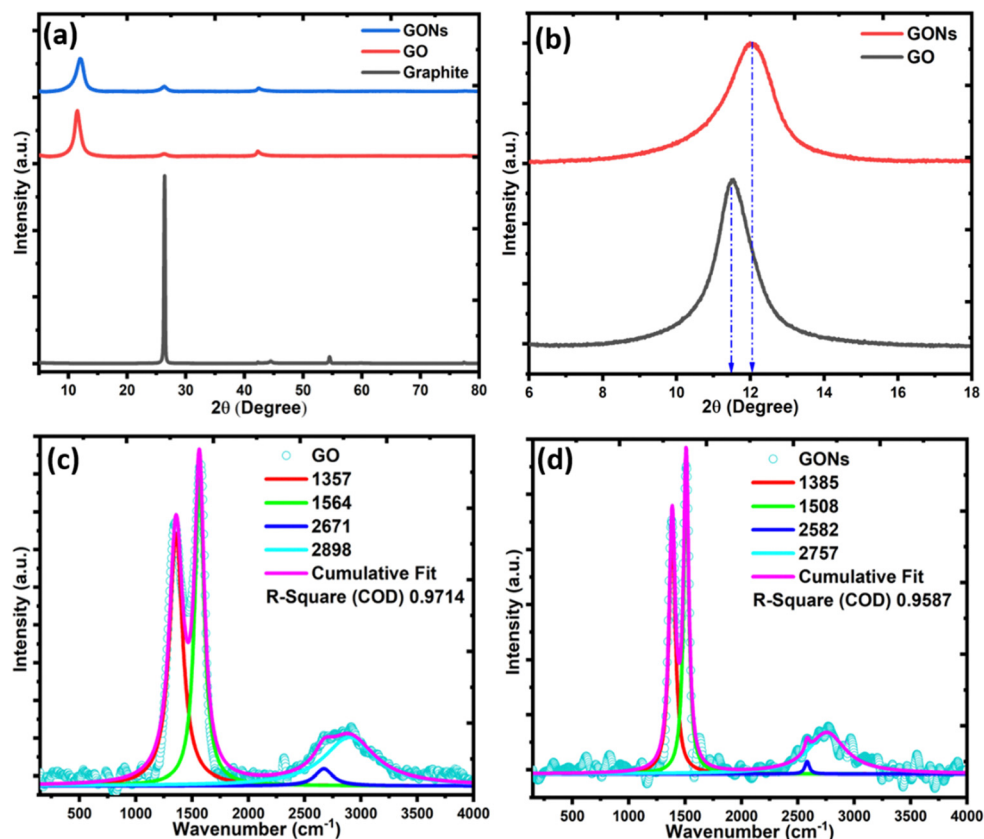 (a)
GONs
GO
Graphite
Intensity (a.u.)
10 20 30 40 50 60 70 80
2θ (Degree)
(b)
GONs
GO
Intensity (a.u.)
6 8 10 12 14 16 18
2θ (Degree)
(c)
GO
1357
1564
2671
2898
Cumulative Fit
R-Square (COD) 0.9714
Intensity (a.u.)
500 1000 1500 2000 2500 3000 3500 4000
Wavenumber (cm-1)
(d)
GONs
1385
1508
2582
2757
Cumulative Fit
R-Square (COD) 0.9587
Intensity (a.u.)
500 1000 1500 2000 2500 3000 3500 4000
Wavenumber (cm-1)